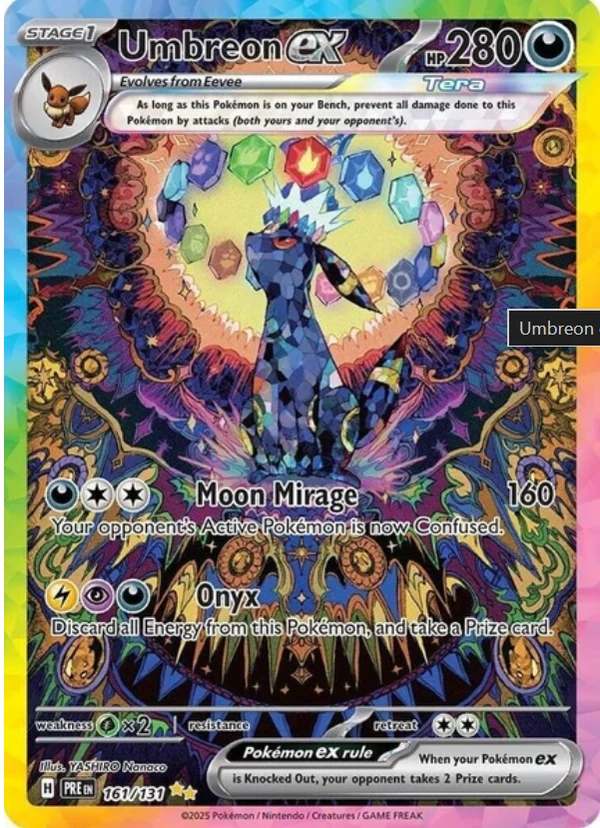 STAGE1 Umbreon ex HP280
Evolves from Eevee Tera
As long as this Pokémon is on your Bench, prevent all damage done to this
Pokémon by attacks (both yours and your opponent's).
Umbreon
Moon Mirage 160
Your opponent's Active Pokémon is now Confused.
Onyx
Discard all Energy from this Pokémon, and take a Prize card.
weakness ×2 resistance retreat
Illus. YASHIRO Nanaco
Pokémon ex rule When your Pokémon ex
is Knocked Out, your opponent takes 2 Prize cards.
H PRE EN 161/131
©2025 Pokémon / Nintendo / Creatures / GAME FREAK